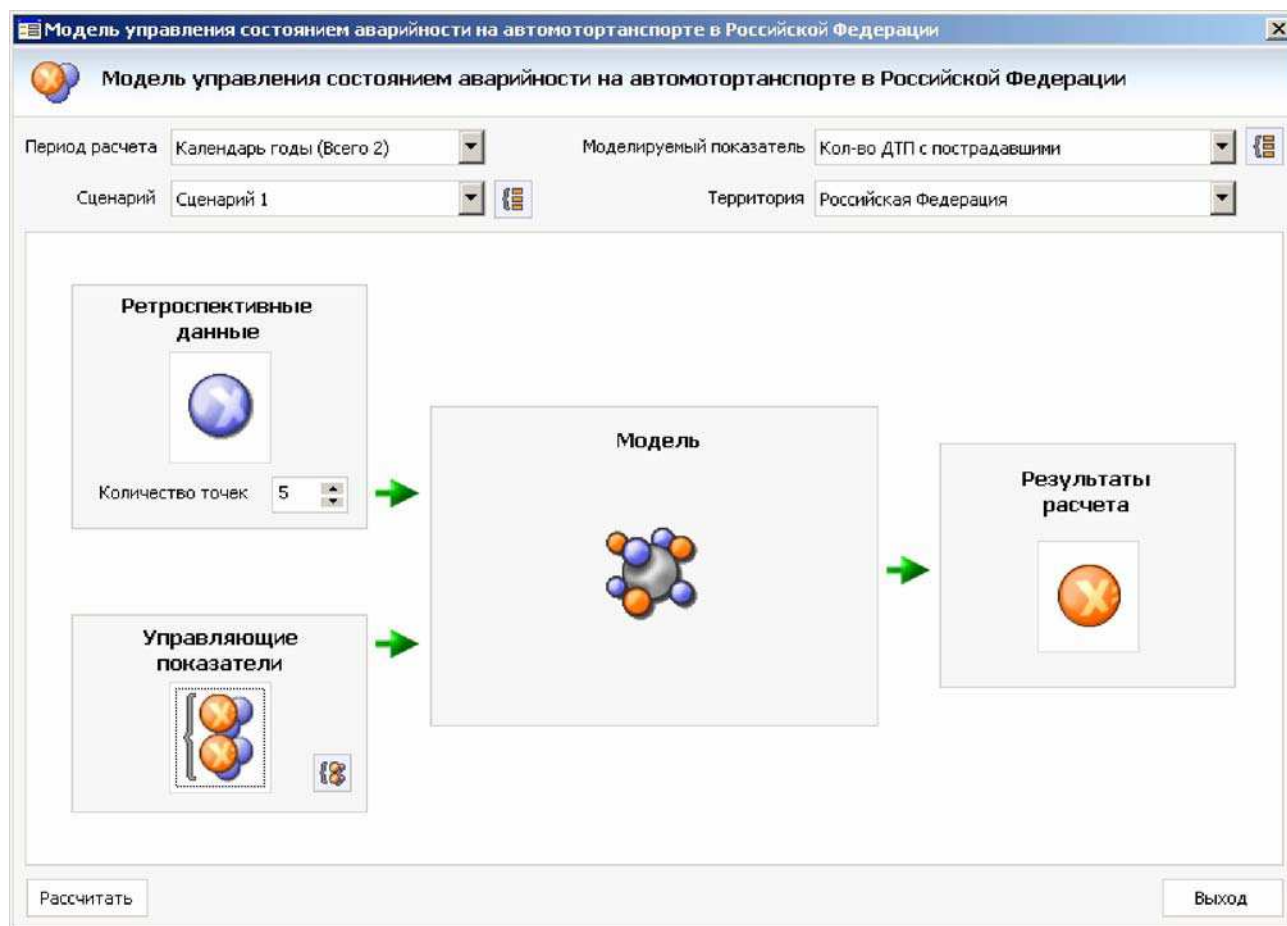 Модель управления состоянием аварийности на автомотортанспорте в Российской Федерации
Модель управления состоянием аварийности на автомотортанспорте в Российской Федерации
Период расчета Календарь годы (Всего 2) Моделируемый показатель Кол-во ДТП с пострадавшими
Сценарий Сценарий 1 Территория Российская Федерация
Ретроспективные
данные
Количество точек 5
Управляющие
показатели
Модель
Результаты
расчета
Рассчитать Выход